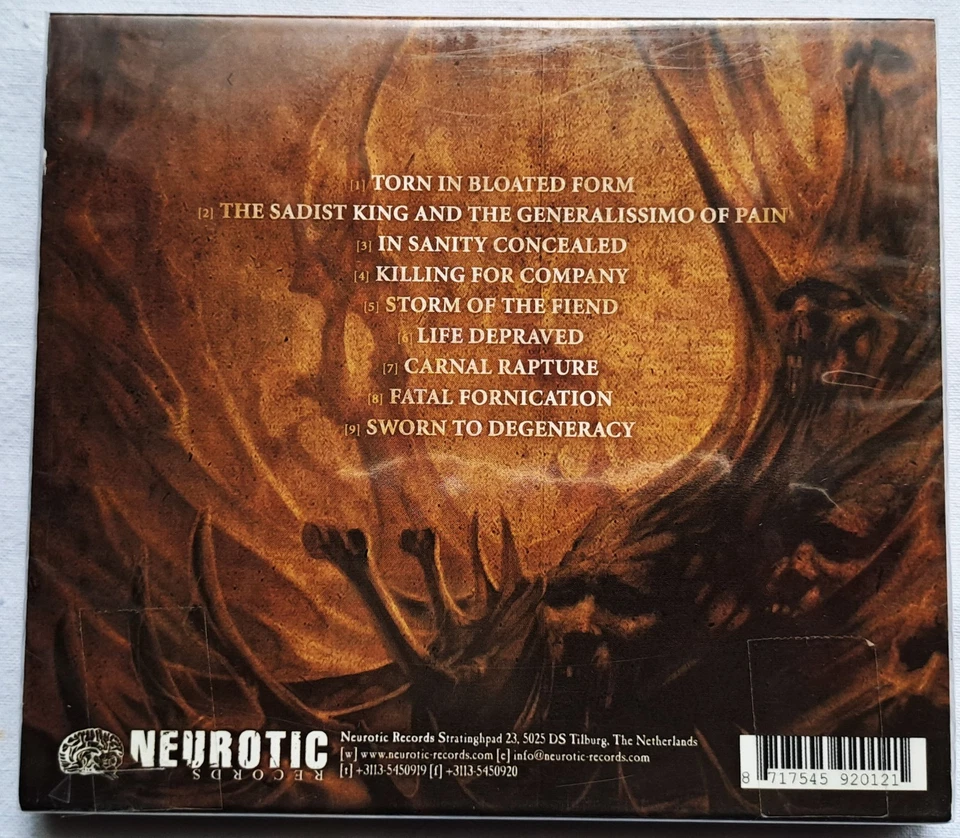 [1] TORN IN BLOATED FORM
[2] THE SADIST KING AND THE GENERALISSIMO OF PAIN
[3] IN SANITY CONCEALED
[4] KILLING FOR COMPANY
[5] STORM OF THE FIEND
[6] LIFE DEPRAVED
[7] CARNAL RAPTURE
[8] FATAL FORNICATION
[9] SWORN TO DEGENERACY
NEUROTIC
RECORDS
Neurotic Records Stratinghpad 23, 5025 DS Tilburg, The Netherlands
[w] www.neurotic-records.com [e] info@neurotic-records.com
[t] +3113-5450919 [f] +3113-5450920
8 717545 920121